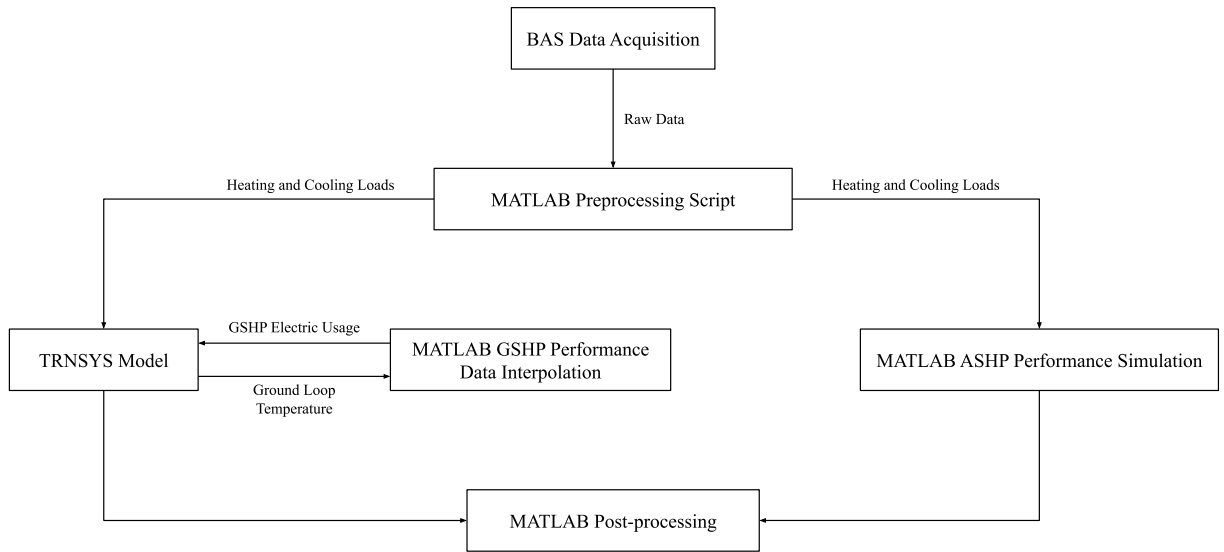 BAS Data Acquisition
Raw Data
Heating and Cooling Loads
MATLAB Preprocessing Script
Heating and Cooling Loads
TRNSYS Model
GSHP Electric Usage
Ground Loop
Temperature
MATLAB GSHP Performance
Data Interpolation
MATLAB ASHP Performance Simulation
MATLAB Post-processing